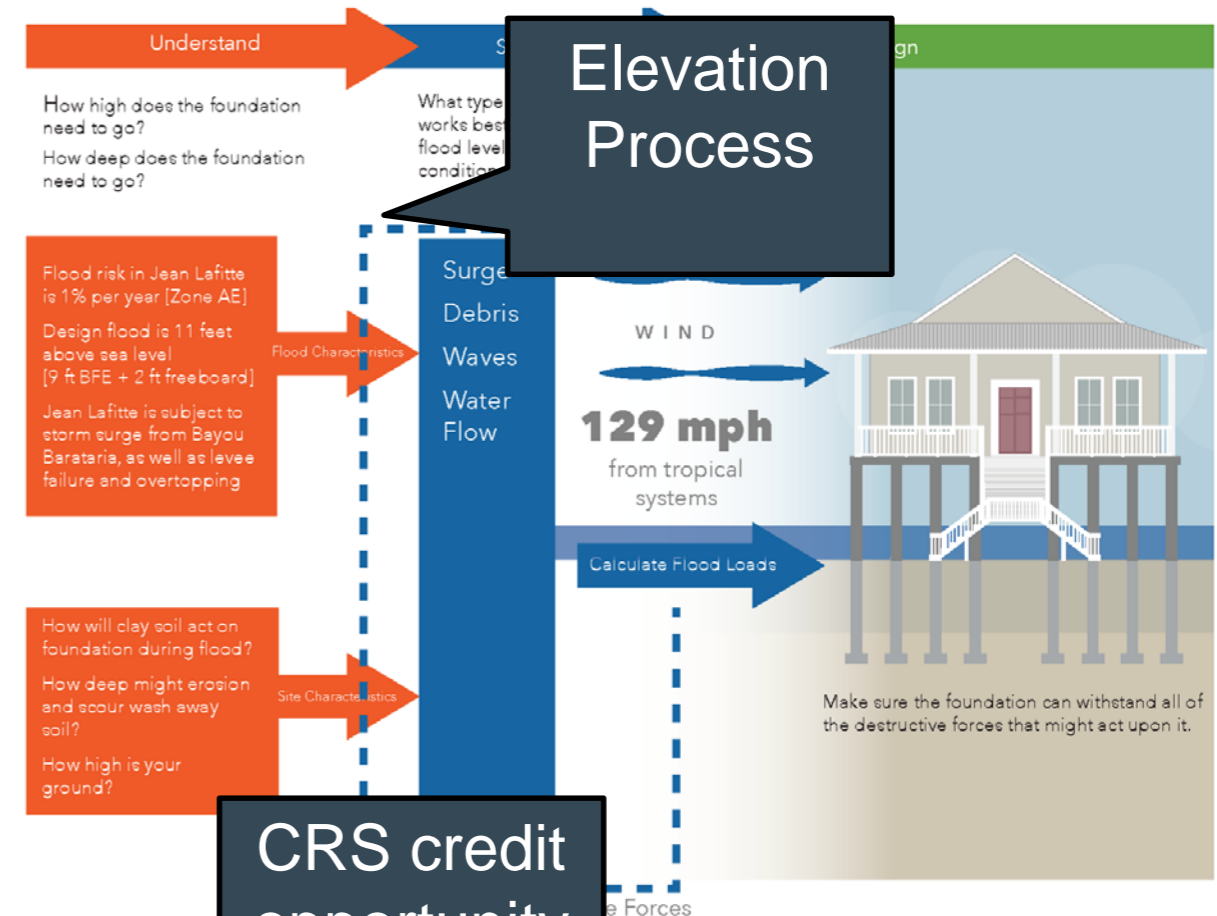 Understand
S
gn
Elevation
Process
How high does the foundation
need to go?
How deep does the foundation
need to go?
What type
works best
flood level
condition
Flood risk in Jean Lafitte
is 1% per year [Zone AE]
Design flood is 11 feet
above sea level
[9 ft BFE + 2 ft freeboard]
Jean Lafitte is subject to
storm surge from Bayou
Barataria, as well as levee
failure and overtopping
Flood Characteristics
Surge
Debris
Waves
Water
Flow
WIND
129 mph
from tropical
systems
Calculate Flood Loads
How will clay soil act on
foundation during flood?
How deep might erosion
and scour wash away
soil?
How high is your
ground?
Site Characteristics
Make sure the foundation can withstand all of
the destructive forces that might act upon it.
CRS credit
opportunity
e Forces